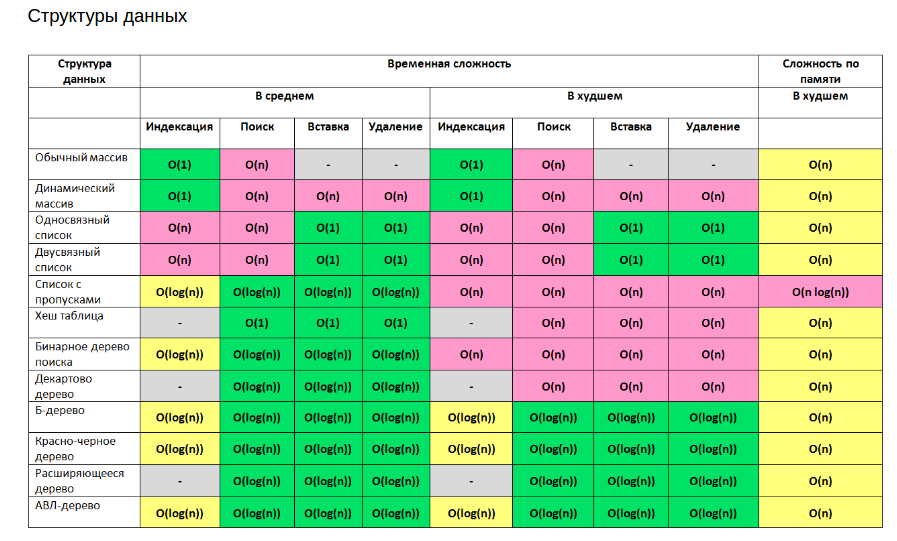 Структуры данных
Структура данных Временная сложность Сложность по памяти
В среднем В худшем В худшем
Индексация Поиск Вставка Удаление Индексация Поиск Вставка Удаление
Обычный массив O(1) O(n) - - O(1) O(n) - - O(n)
Динамический массив O(1) O(n) O(n) O(n) O(1) O(n) O(n) O(n) O(n)
Односвязный список O(n) O(n) O(1) O(1) O(n) O(n) O(1) O(1) O(n)
Двусвязный список O(n) O(n) O(1) O(1) O(n) O(n) O(1) O(1) O(n)
Список с пропусками O(log(n)) O(log(n)) O(log(n)) O(log(n)) O(n) O(n) O(n) O(n) O(n log(n))
Хеш таблица - O(1) O(1) O(1) - O(n) O(n) O(n) O(n)
Бинарное дерево поиска O(log(n)) O(log(n)) O(log(n)) O(log(n)) O(n) O(n) O(n) O(n) O(n)
Декартово дерево - O(log(n)) O(log(n)) O(log(n)) - O(n) O(n) O(n) O(n)
Б-дерево O(log(n)) O(log(n)) O(log(n)) O(log(n)) O(log(n)) O(log(n)) O(log(n)) O(log(n)) O(n)
Красно-черное дерево O(log(n)) O(log(n)) O(log(n)) O(log(n)) O(log(n)) O(log(n)) O(log(n)) O(log(n)) O(n)
Расширяющееся дерево - O(log(n)) O(log(n)) O(log(n)) - O(log(n)) O(log(n)) O(log(n)) O(n)
АВЛ-дерево O(log(n)) O(log(n)) O(log(n)) O(log(n)) O(log(n)) O(log(n)) O(log(n)) O(log(n)) O(n)